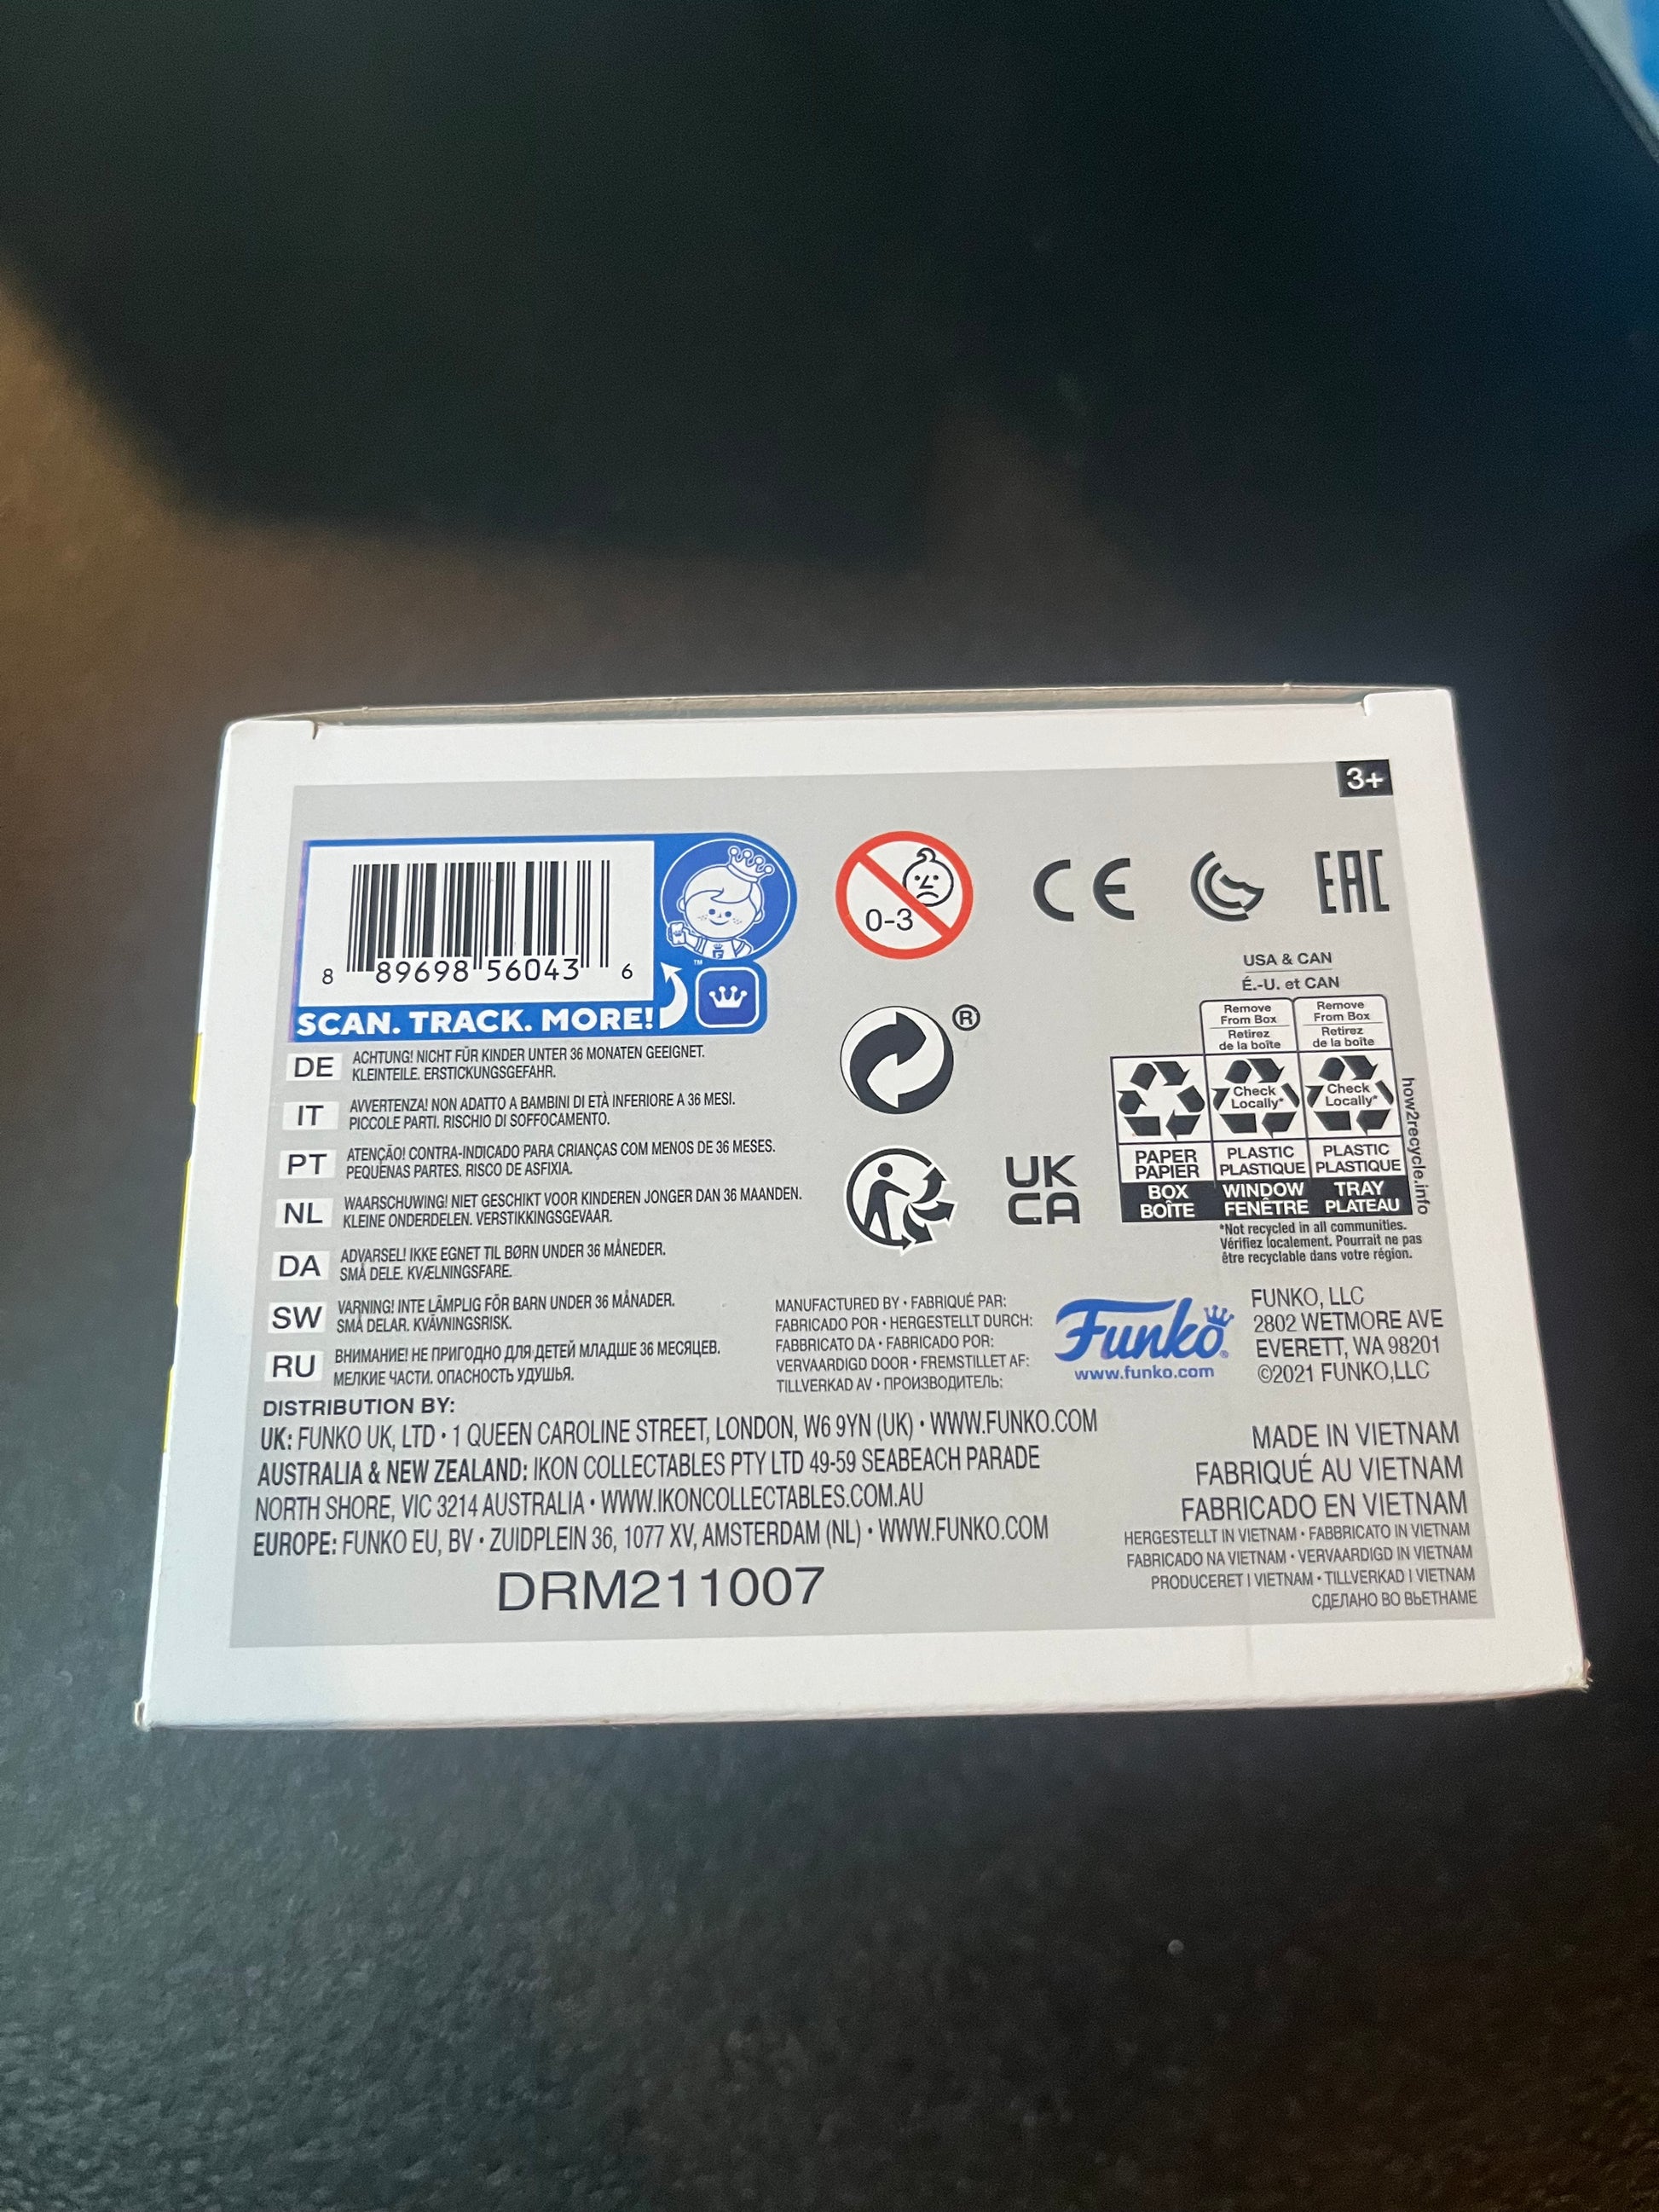 3+
8 89698 56043 6
SCAN. TRACK. MORE!
™
0-3
CE
EAC
USA & CAN
É.-U. et CAN
Remove From Box
Retirez de la boîte
Remove From Box
Retirez de la boîte
Check Locally*
Check Locally*
PAPER PAPIER
PLASTIC PLASTIQUE
PLASTIC PLASTIQUE
BOX BOÎTE
WINDOW FENÊTRE
TRAY PLATEAU
how2recycle.info
*Not recycled in all communities.
Vérifiez localement. Pourrait ne pas
être recyclable dans votre région.
®
UK
CA
DE ACHTUNG! NICHT FÜR KINDER UNTER 36 MONATEN GEEIGNET.
KLEINTEILE. ERSTICKUNGSGEFAHR.
IT AVVERTENZA! NON ADATTO A BAMBINI DI ETÀ INFERIORE A 36 MESI.
PICCOLE PARTI. RISCHIO DI SOFFOCAMENTO.
PT ATENÇÃO! CONTRA-INDICADO PARA CRIANÇAS COM MENOS DE 36 MESES.
PEQUENAS PARTES. RISCO DE ASFIXIA.
NL WAARSCHUWING! NIET GESCHIKT VOOR KINDEREN JONGER DAN 36 MAANDEN.
KLEINE ONDERDELEN. VERSTIKKINGSGEVAAR.
DA ADVARSEL! IKKE EGNET TIL BØRN UNDER 36 MÅNEDER.
SMÅ DELE. KVÆLNINGSFARE.
SW VARNING! INTE LÄMPLIG FÖR BARN UNDER 36 MÅNADER.
SMÅ DELAR. KVÄVNINGSRISK.
RU ВНИМАНИЕ! НЕ ПРИГОДНО ДЛЯ ДЕТЕЙ МЛАДШЕ 36 МЕСЯЦЕВ.
МЕЛКИЕ ЧАСТИ. ОПАСНОСТЬ УДУШЬЯ.
MANUFACTURED BY • FABRIQUÉ PAR:
FABRICADO POR • HERGESTELLT DURCH:
FABBRICATO DA • FABRICADO POR:
VERVAARDIGD DOOR • FREMSTILLET AF:
TILLVERKAD AV • ПРОИЗВОДИТЕЛЬ:
Funko®
www.funko.com
FUNKO, LLC
2802 WETMORE AVE
EVERETT, WA 98201
©2021 FUNKO,LLC
DISTRIBUTION BY:
UK: FUNKO UK, LTD • 1 QUEEN CAROLINE STREET, LONDON, W6 9YN (UK) • WWW.FUNKO.COM
AUSTRALIA & NEW ZEALAND: IKON COLLECTABLES PTY LTD 49-59 SEABEACH PARADE
NORTH SHORE, VIC 3214 AUSTRALIA • WWW.IKONCOLLECTABLES.COM.AU
EUROPE: FUNKO EU, BV • ZUIDPLEIN 36, 1077 XV, AMSTERDAM (NL) • WWW.FUNKO.COM
DRM211007
MADE IN VIETNAM
FABRIQUÉ AU VIETNAM
FABRICADO EN VIETNAM
HERGESTELLT IN VIETNAM • FABBRICATO IN VIETNAM
FABRICADO NA VIETNAM • VERVAARDIGD IN VIETNAM
PRODUCERET I VIETNAM • TILLVERKAD I VIETNAM
СДЕЛАНО ВО ВЬЕТНАМЕ